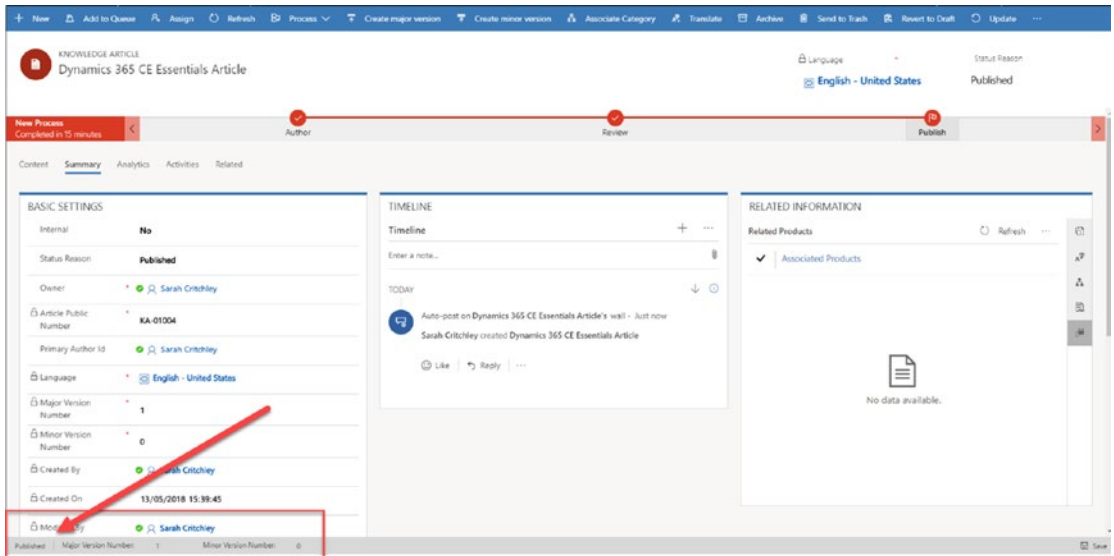 New Add to Queue Assign Refresh Process Create major version Create minor version Associate Category Translate Archive Send to Trash Revert to Draft Update ...
KNOWLEDGE ARTICLE
Dynamics 365 CE Essentials Article
Language *
English - United States
Status Reason
Published
New Process
Completed in 15 minutes
Author
Review
Publish
Content Summary Analytics Activities Related
BASIC SETTINGS
Internal No
Status Reason Published
Owner * Sarah Critchley
Article Public
Number * KA-01004
Primary Author Id Sarah Critchley
Language * English - United States
Major Version
Number * 1
Minor Version
Number * 0
Created By Sarah Critchley
Created On 13/05/2018 15:39:45
Sarah Critchley
TIMELINE
Timeline
Enter a note...
TODAY
Auto-post on Dynamics 365 CE Essentials Article's wall - Just now
Sarah Critchley created Dynamics 365 CE Essentials Article
Like Reply ...
RELATED INFORMATION
Related Products Refresh ...
Associated Products
No data available.
Published Major Version Number: 1 Minor Version Number: 0 Save